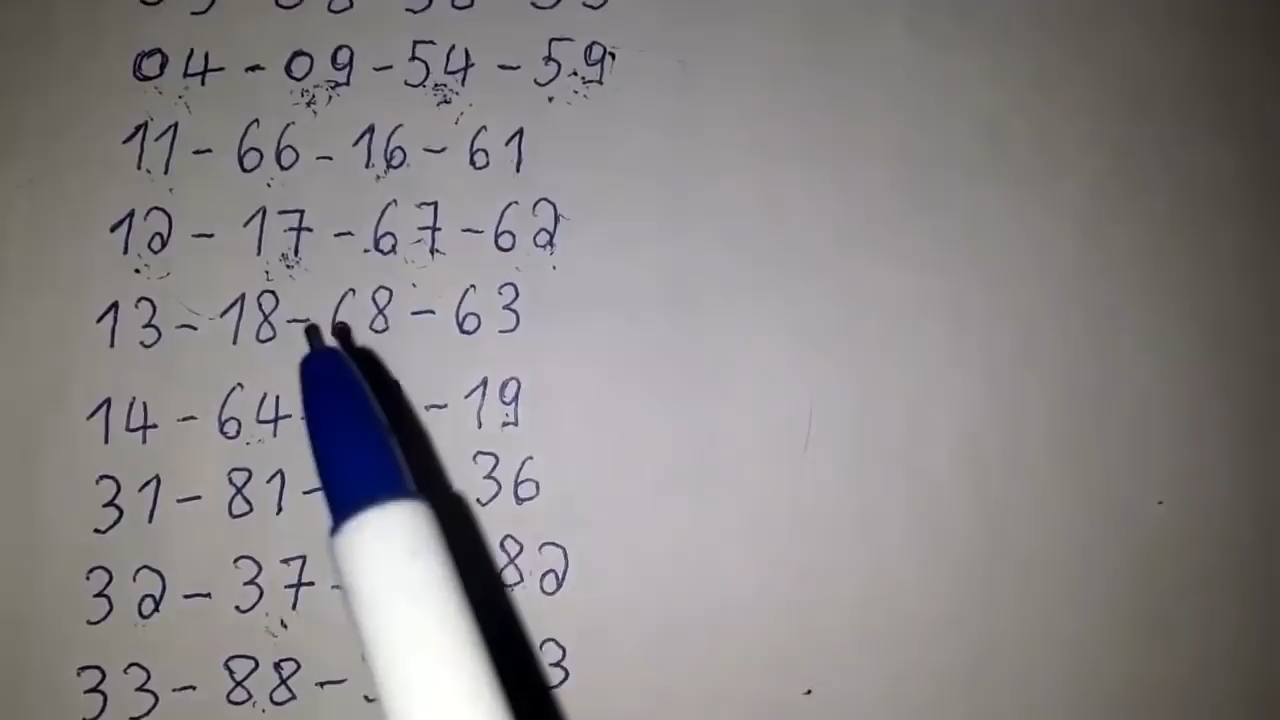 04 - 09 - 54 - 59
11 - 66 - 16 - 61
12 - 17 - 67 - 62
13 - 18 - 68 - 63
14 - 64 - - 19
31 - 81 - 36
32 - 37 - 82
33 - 88 - 3